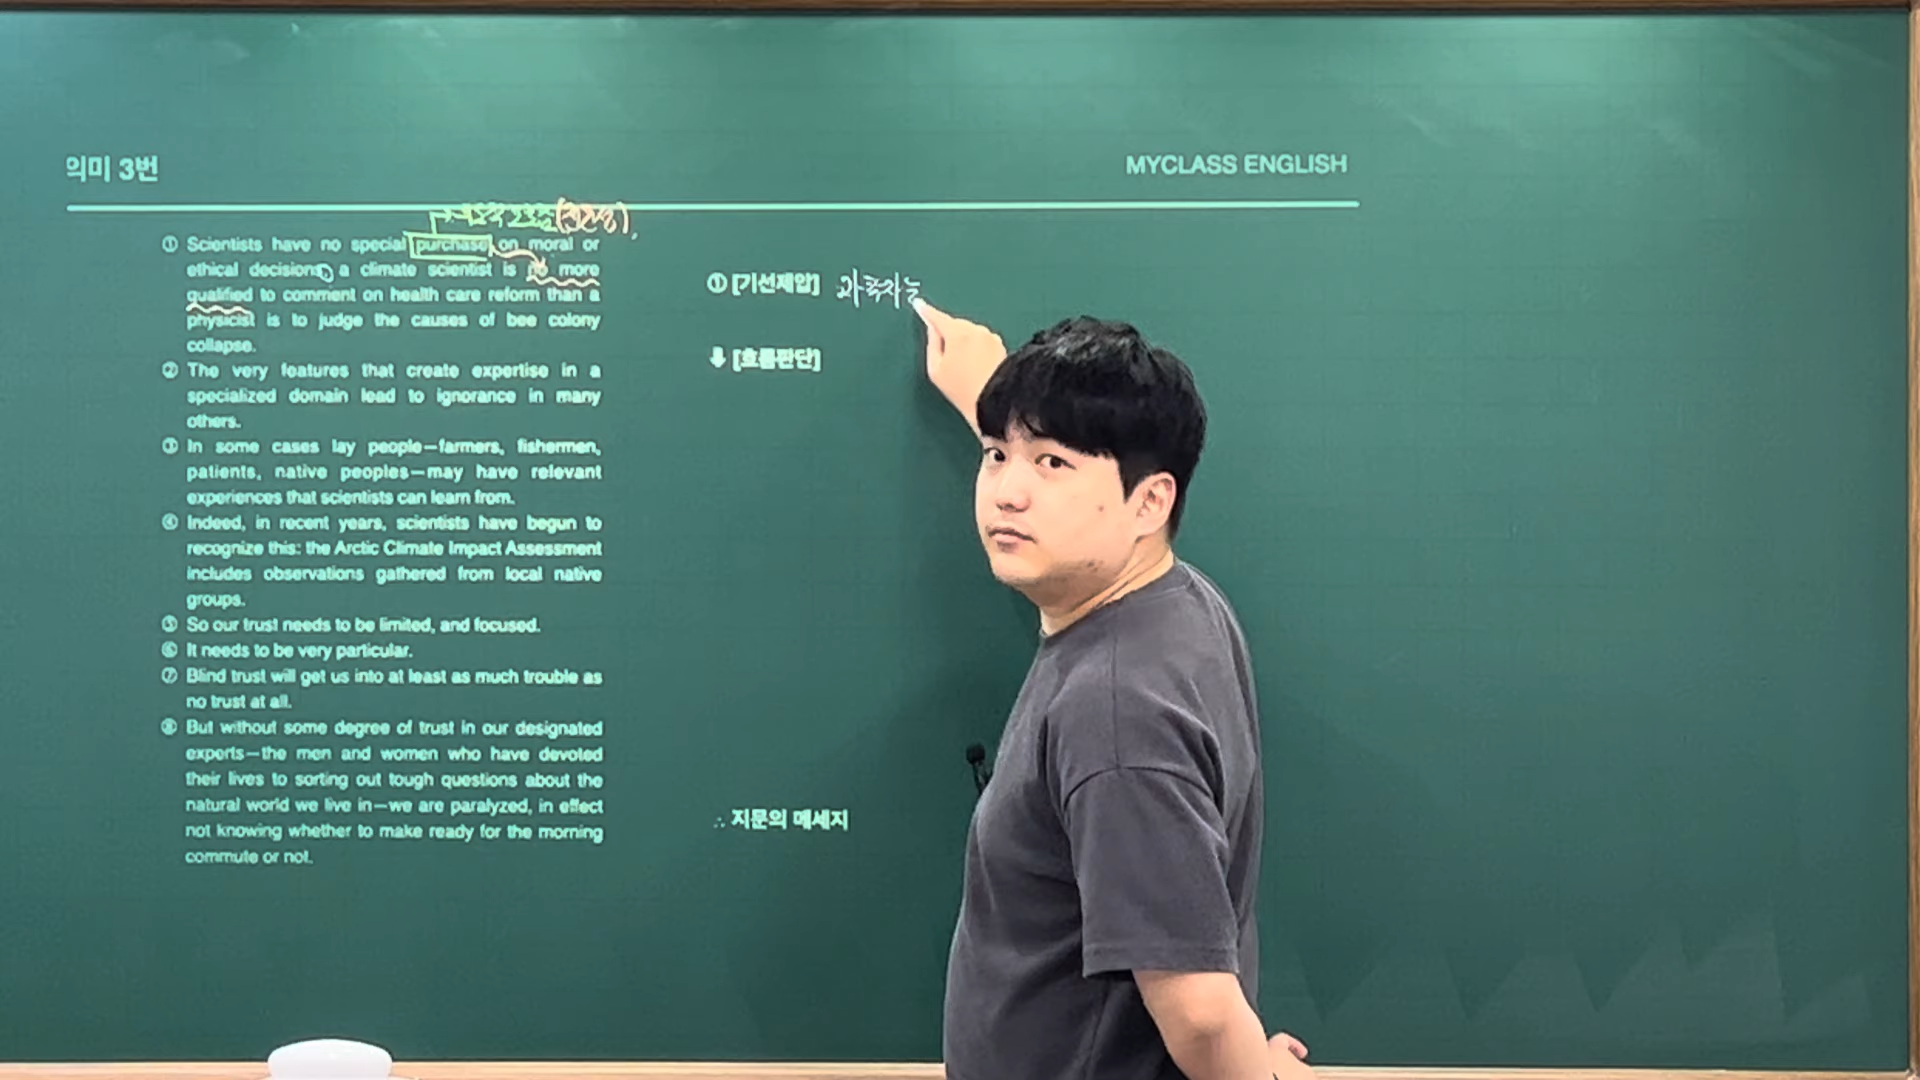 의미 3번
MYCLASS ENGLISH
① Scientists have no special purchase on moral or
ethical decisions, a climate scientist is no more
qualified to comment on health care reform than a
physicist is to judge the causes of bee colony
collapse.
② The very features that create expertise in a
specialized domain lead to ignorance in many
others.
③ In some cases lay people—farmers, fishermen,
patients, native peoples—may have relevant
experiences that scientists can learn from.
④ Indeed, in recent years, scientists have begun to
recognize this: the Arctic Climate Impact Assessment
includes observations gathered from local native
groups.
⑤ So our trust needs to be limited, and focused.
⑥ It needs to be very particular.
⑦ Blind trust will get us into at least as much trouble as
no trust at all.
⑧ But without some degree of trust in our designated
experts—the men and women who have devoted
their lives to sorting out tough questions about the
natural world we live in—we are paralyzed, in effect
not knowing whether to make ready for the morning
commute or not.
① [기선제압] 과학자는
↓ [흐름판단]
∴ 지문의 메세지